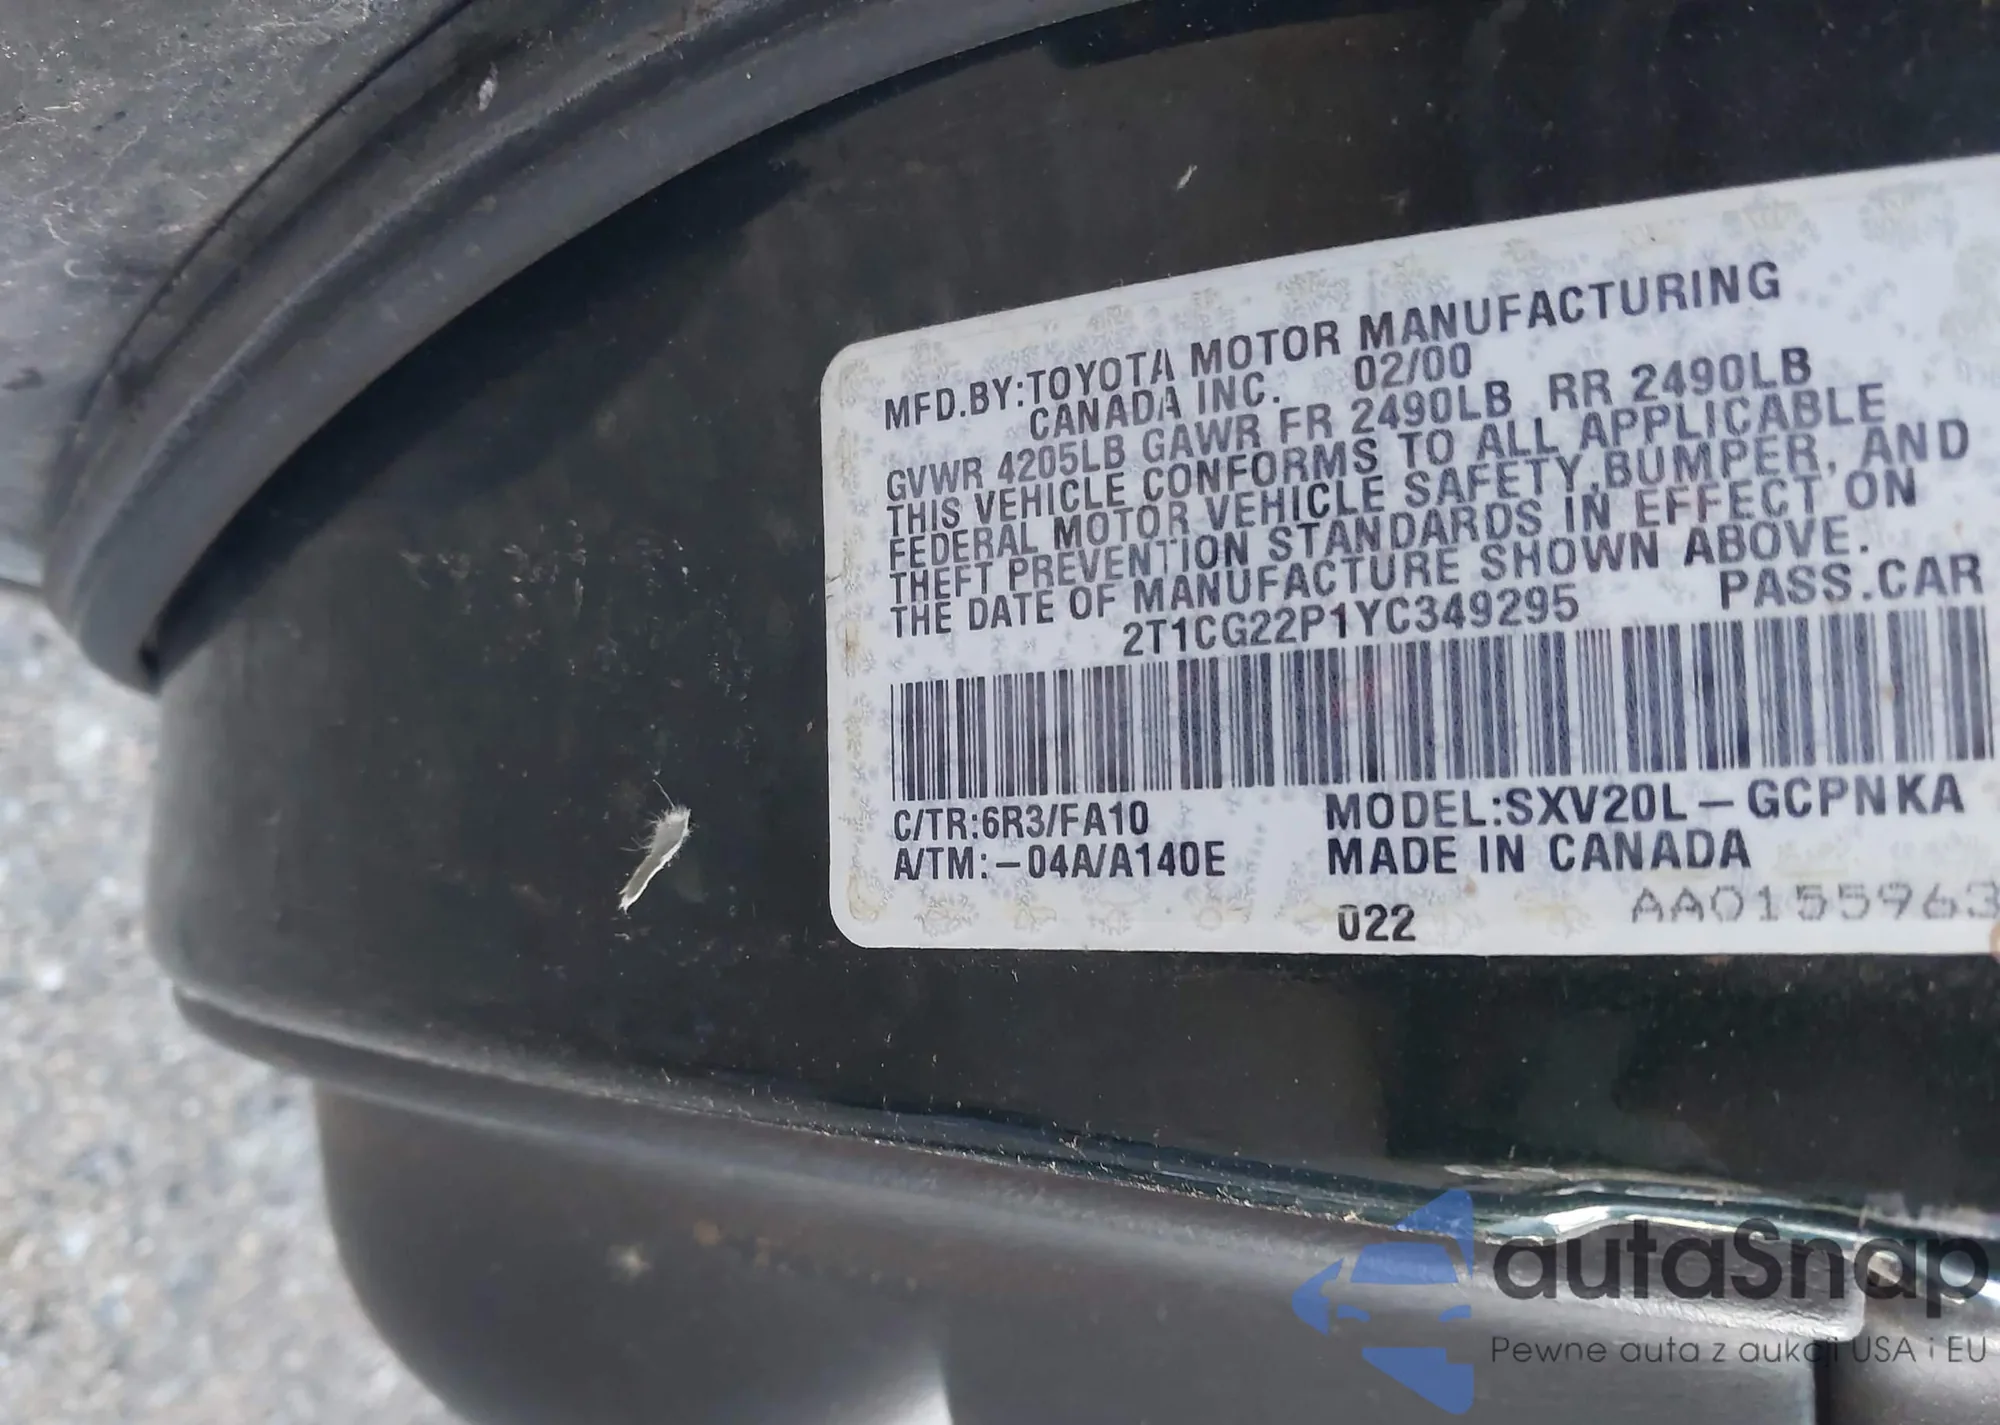 MFD.BY:TOYOTA MOTOR MANUFACTURING
CANADA INC. 02/00
GVWR 4205LB GAWR FR 2490LB RR 2490LB
THIS VEHICLE CONFORMS TO ALL APPLICABLE
FEDERAL MOTOR VEHICLE SAFETY,BUMPER, AND
THEFT PREVENTION STANDARDS IN EFFECT ON
THE DATE OF MANUFACTURE SHOWN ABOVE.
2T1CG22P1YC349295 PASS.CAR
C/TR:6R3/FA10 MODEL:SXV20L-GCPNKA
A/TM:-04A/A140E MADE IN CANADA
022 AA0155963
autaSnap
Pewne auta z aukcji USA i EU